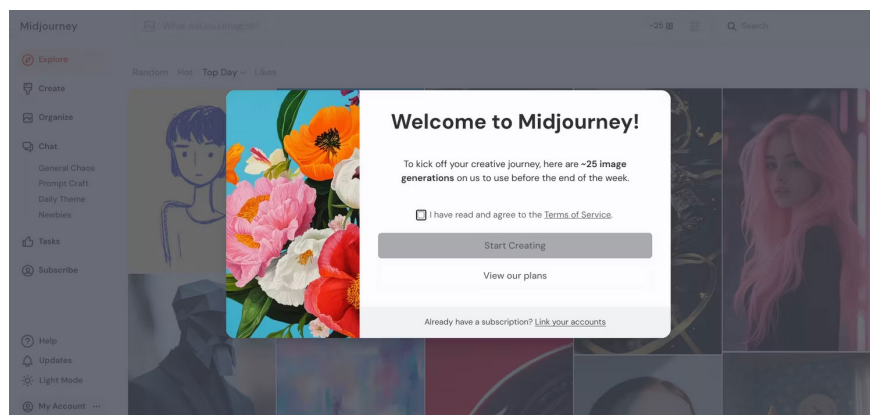 Midjourney
What will you imagine?
~25
Search
Explore
Create
Organize
Chat
General Chaos
Prompt Craft
Daily Theme
Newbies
Tasks
Subscribe
Help
Updates
Light Mode
My Account ...
Random Hot Top Day Likes
Welcome to Midjourney!
To kick off your creative journey, here are ~25 image
generations on us to use before the end of the week.
I have read and agree to the Terms of Service.
Start Creating
View our plans
Already have a subscription? Link your accounts